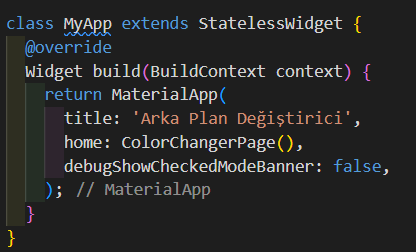 class MyApp extends StatelessWidget {
  @override
  Widget build(BuildContext context) {
    return MaterialApp(
      title: 'Arka Plan Değiştirici',
      home: ColorChangerPage(),
      debugShowCheckedModeBanner: false,
    ); // MaterialApp
  }
}